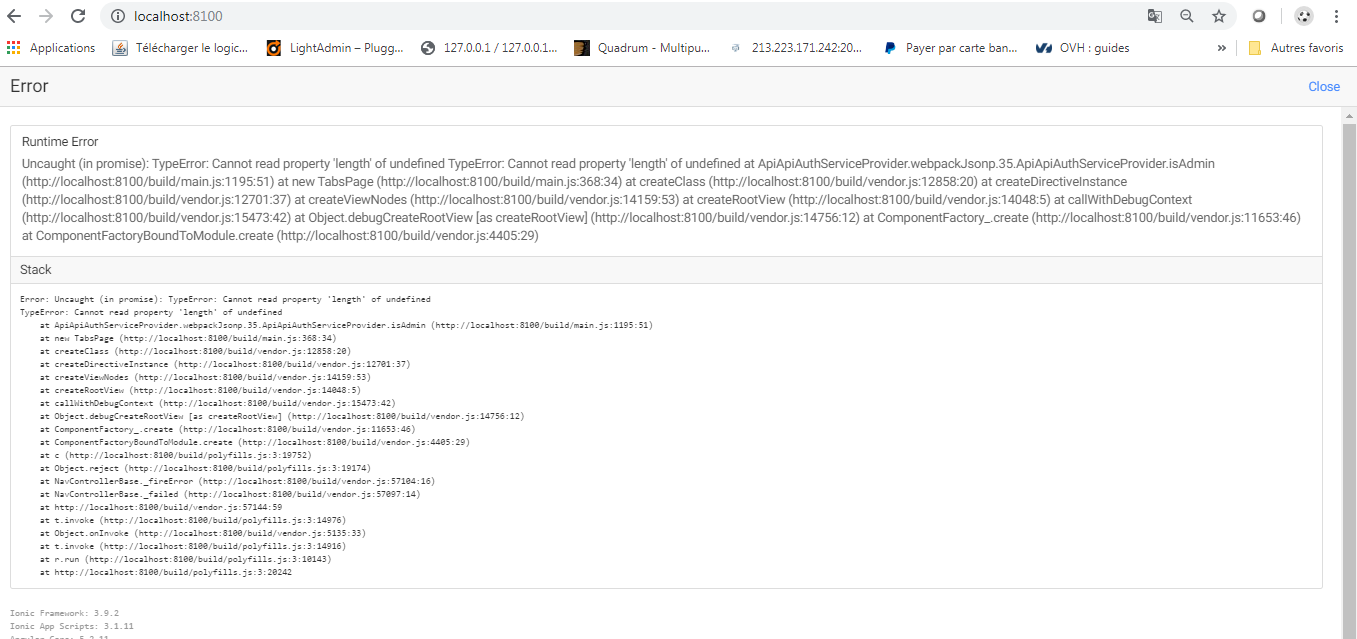 localhost:8100
Applications
Télécharger le logic...
LightAdmin – Plugg...
127.0.0.1 / 127.0.0.1...
Quadrum - Multipu...
213.223.171.242:20...
Payer par carte ban...
OVH : guides
»
Autres favoris
Error
Close
Runtime Error
Uncaught (in promise): TypeError: Cannot read property 'length' of undefined TypeError: Cannot read property 'length' of undefined at ApiApiAuthServiceProvider.webpackJsonp.35.ApiApiAuthServiceProvider.isAdmin
(http://localhost:8100/build/main.js:1195:51) at new TabsPage (http://localhost:8100/build/main.js:368:34) at createClass (http://localhost:8100/build/vendor.js:12858:20) at createDirectiveInstance
(http://localhost:8100/build/vendor.js:12701:37) at createViewNodes (http://localhost:8100/build/vendor.js:14159:53) at createRootView (http://localhost:8100/build/vendor.js:14048:5) at callWithDebugContext
(http://localhost:8100/build/vendor.js:15473:42) at Object.debugCreateRootView [as createRootView] (http://localhost:8100/build/vendor.js:14756:12) at ComponentFactory_.create (http://localhost:8100/build/vendor.js:11653:46)
at ComponentFactoryBoundToModule.create (http://localhost:8100/build/vendor.js:4405:29)
Stack
Error: Uncaught (in promise): TypeError: Cannot read property 'length' of undefined
TypeError: Cannot read property 'length' of undefined
at ApiApiAuthServiceProvider.webpackJsonp.35.ApiApiAuthServiceProvider.isAdmin (http://localhost:8100/build/main.js:1195:51)
at new TabsPage (http://localhost:8100/build/main.js:368:34)
at createClass (http://localhost:8100/build/vendor.js:12858:20)
at createDirectiveInstance (http://localhost:8100/build/vendor.js:12701:37)
at createViewNodes (http://localhost:8100/build/vendor.js:14159:53)
at createRootView (http://localhost:8100/build/vendor.js:14048:5)
at callWithDebugContext (http://localhost:8100/build/vendor.js:15473:42)
at Object.debugCreateRootView [as createRootView] (http://localhost:8100/build/vendor.js:14756:12)
at ComponentFactory_.create (http://localhost:8100/build/vendor.js:11653:46)
at ComponentFactoryBoundToModule.create (http://localhost:8100/build/vendor.js:4405:29)
at c (http://localhost:8100/build/polyfills.js:3:19752)
at Object.reject (http://localhost:8100/build/polyfills.js:3:19174)
at NavControllerBase._fireError (http://localhost:8100/build/vendor.js:57104:16)
at NavControllerBase._failed (http://localhost:8100/build/vendor.js:57097:14)
at http://localhost:8100/build/vendor.js:57144:59
at t.invoke (http://localhost:8100/build/polyfills.js:3:14976)
at Object.onInvoke (http://localhost:8100/build/vendor.js:5135:33)
at t.invoke (http://localhost:8100/build/polyfills.js:3:14916)
at r.run (http://localhost:8100/build/polyfills.js:3:10143)
at http://localhost:8100/build/polyfills.js:3:20242
Ionic Framework: 3.9.2
Ionic App Scripts: 3.1.11